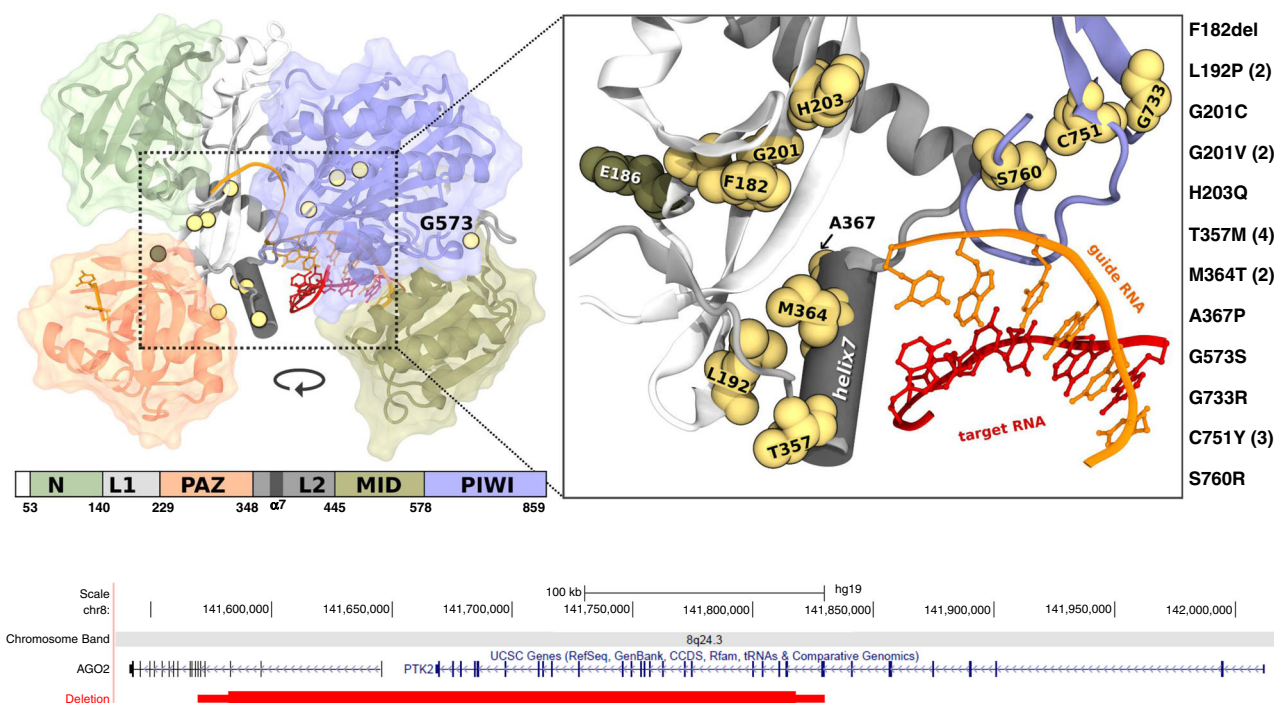 G573
N L1 PAZ L2 MID PIWI
53 140 229 348 α7 445 578 859
H203
G201
F182
E186
A367
M364
L192
T357
helix7
S760
C751
G733
guide RNA
target RNA
F182del
L192P (2)
G201C
G201V (2)
H203Q
T357M (4)
M364T (2)
A367P
G573S
G733R
C751Y (3)
S760R
Scale 100 kb hg19
chr8: 141,600,000 141,650,000 141,700,000 141,750,000 141,800,000 141,850,000 141,900,000 141,950,000 142,000,000
Chromosome Band 8q24.3
UCSC Genes (RefSeq, GenBank, CCDS, Rfam, tRNAs & Comparative Genomics)
AGO2 PTK2
Deletion